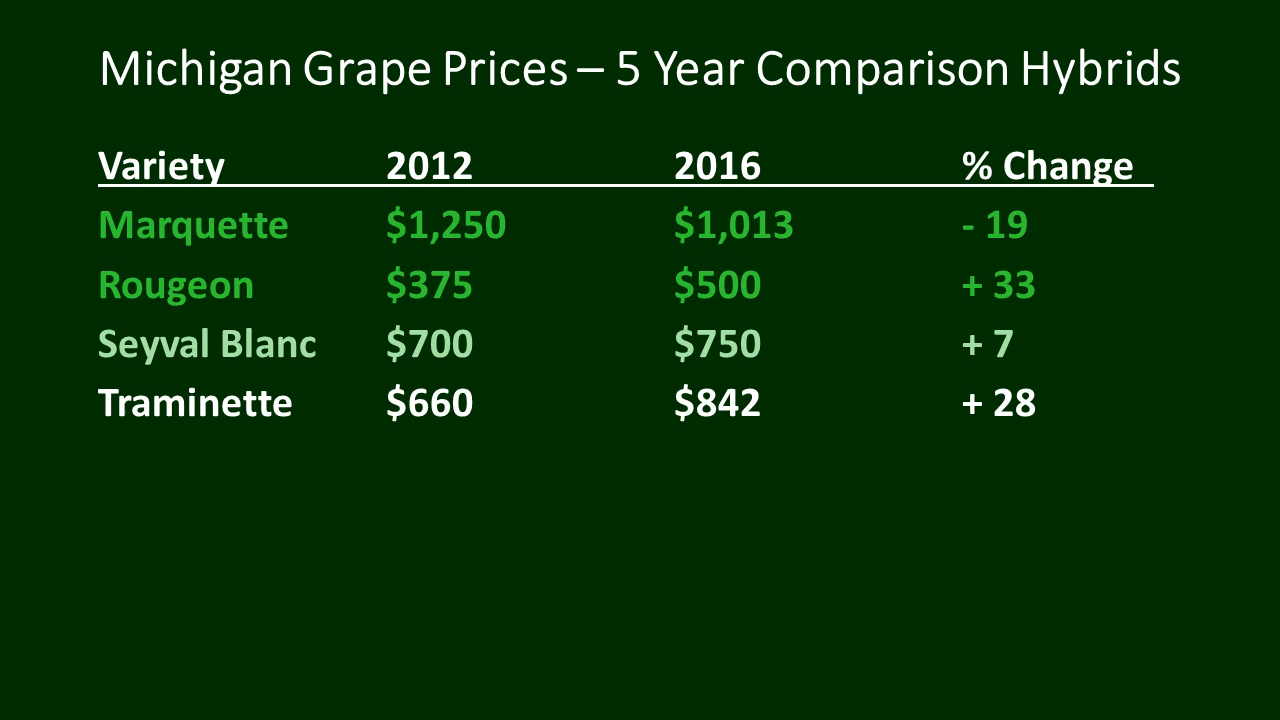 Michigan Grape Prices – 5 Year Comparison Hybrids
Variety 2012 2016 % Change
Marquette $1,250 $1,013 - 19
Rougeon $375 $500 + 33
Seyval Blanc $700 $750 + 7
Traminette $660 $842 + 28